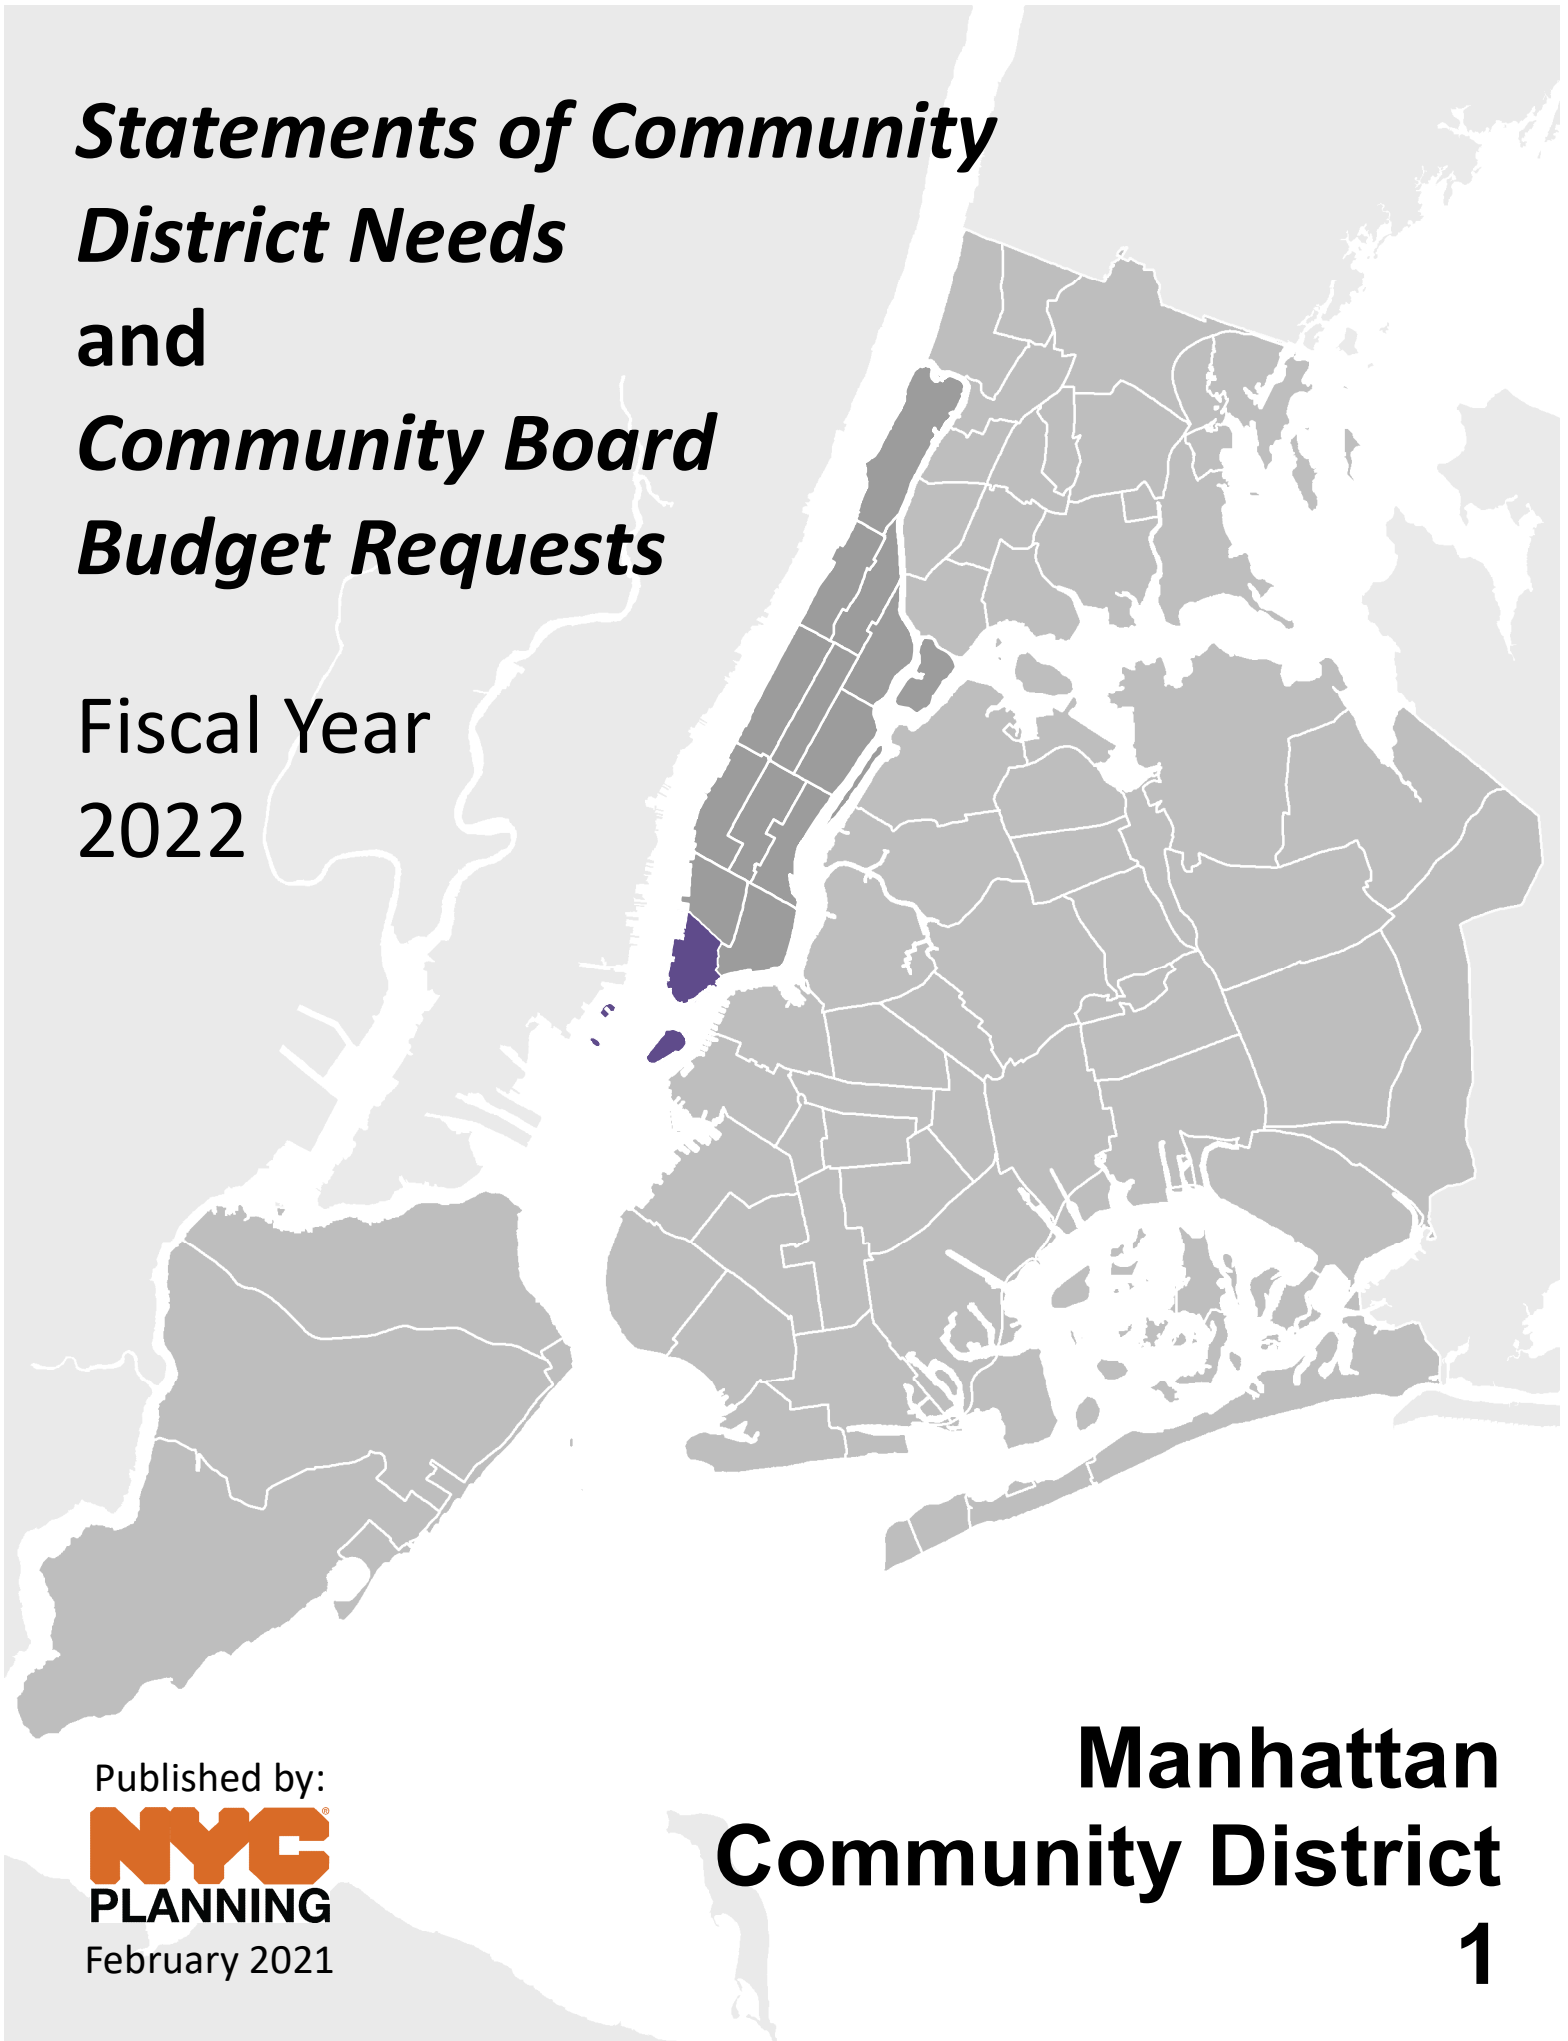 Statements of Community
District Needs
and
Community Board
Budget Requests
Fiscal Year
2022
Published by:
NYC®
PLANNING
February 2021
Manhattan
Community District
1